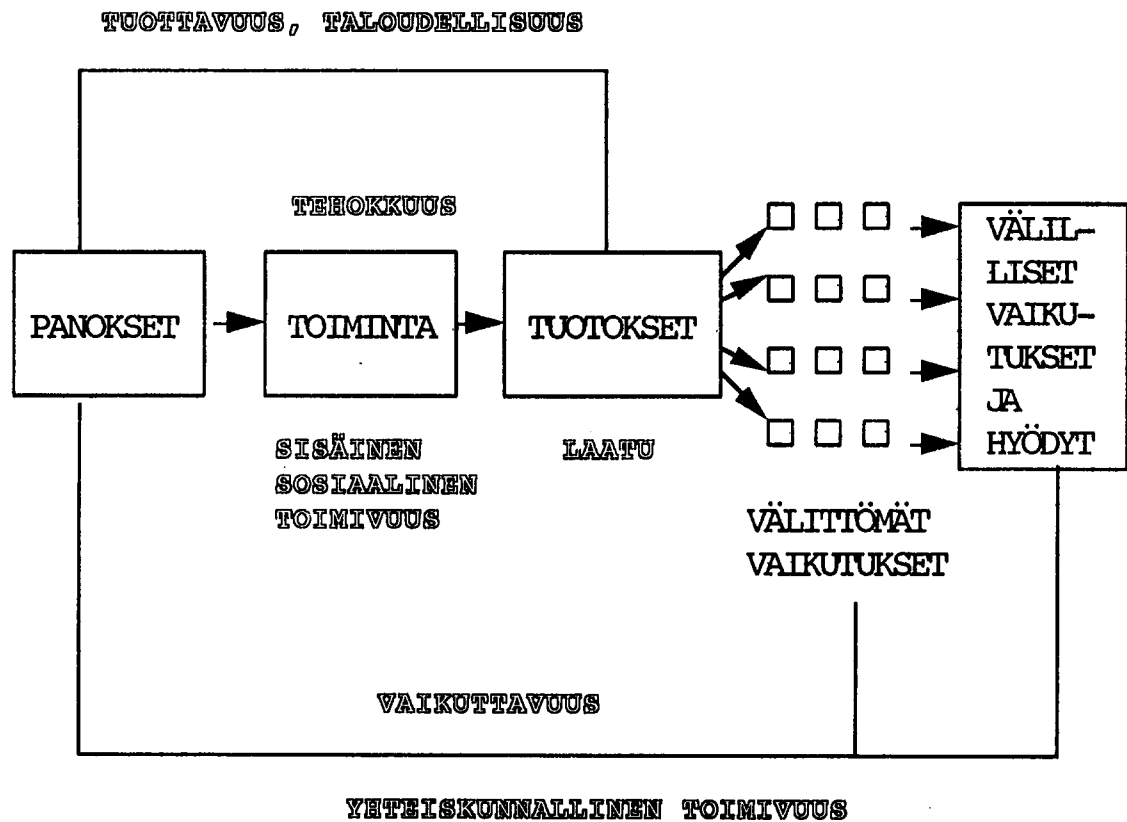 TUOTTAVUUS, TALOUDELLISUUS
TEHOKKUUS
PANOKSET
TOIMINTA
TUOTOKSET
VÄLIL-
LISET
VAIKU-
TUKSET
JA
HYÖDYT
SISÄINEN
SOSIAALINEN
TOIMIVUUS
LAATU
VÄLITTÖMÄT
VAIKUTUKSET
VAIKUTTAVUUS
YHTEISKUNNALLINEN TOIMIVUUS